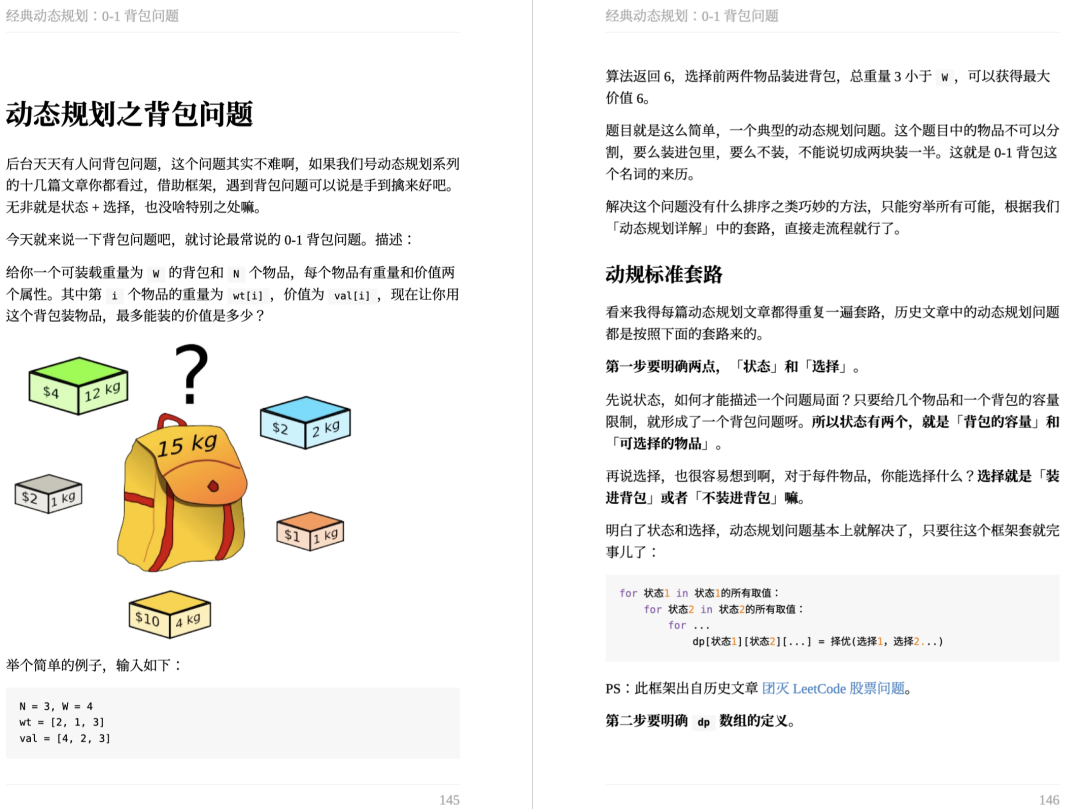 经典动态规划：0-1 背包问题
动态规划之背包问题
后台天天有人问背包问题，这个问题其实不难啊，如果我们号动态规划系列
的十几篇文章你都看过，借助框架，遇到背包问题可以说是手到擒来好吧。
无非就是状态 + 选择，也没啥特别之处嘛。
今天就来说一下背包问题吧，就讨论最常说的 0-1 背包问题。描述：
给你一个可装载重量为 W 的背包和 N 个物品，每个物品有重量和价值两
个属性。其中第 i 个物品的重量为 wt[i] ，价值为 val[i] ，现在让你用
这个背包装物品，最多能装的价值是多少？
?
$4 12 kg
$2 2 kg
15 kg
$2 1 kg
$1 1 kg
$10 4 kg
举个简单的例子，输入如下：
N = 3, W = 4
wt = [2, 1, 3]
val = [4, 2, 3]
145
经典动态规划：0-1 背包问题
算法返回 6，选择前两件物品装进背包，总重量 3 小于 W ，可以获得最大
价值 6。
题目就是这么简单，一个典型的动态规划问题。这个题目中的物品不可以分
割，要么装进包里，要么不装，不能说切成两块装一半。这就是 0-1 背包这
个名词的来历。
解决这个问题没有什么排序之类巧妙的方法，只能穷举所有可能，根据我们
「动态规划详解」中的套路，直接走流程就行了。
动规标准套路
看来我得每篇动态规划文章都得重复一遍套路，历史文章中的动态规划问题
都是按照下面的套路来的。
第一步要明确两点，「状态」和「选择」。
先说状态，如何才能描述一个问题局面？只要给几个物品和一个背包的容量
限制，就形成了一个背包问题呀。所以状态有两个，就是「背包的容量」和
「可选择的物品」。
再说选择，也很容易想到啊，对于每件物品，你能选择什么？选择就是「装
进背包」或者「不装进背包」嘛。
明白了状态和选择，动态规划问题基本上就解决了，只要往这个框架套就完
事儿了：
for 状态1 in 状态1的所有取值：
    for 状态2 in 状态2的所有取值：
        for ...
            dp[状态1][状态2][...] = 择优(选择1，选择2...)
PS：此框架出自历史文章 团灭 LeetCode 股票问题。
第二步要明确 dp 数组的定义。
146